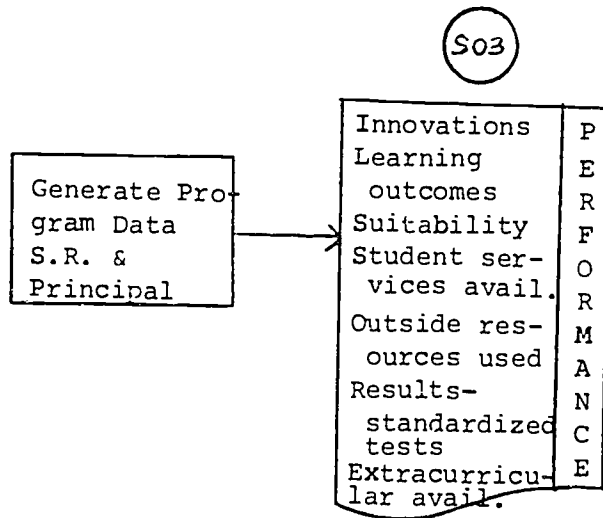 S03
Generate Pro-
gram Data
S.R. &
Principal
Innovations
Learning
outcomes
Suitability
Student ser-
vices avail.
Outside res-
ources used
Results-
standardized
tests
Extracurricu-
lar avail.
PERFORMANCE